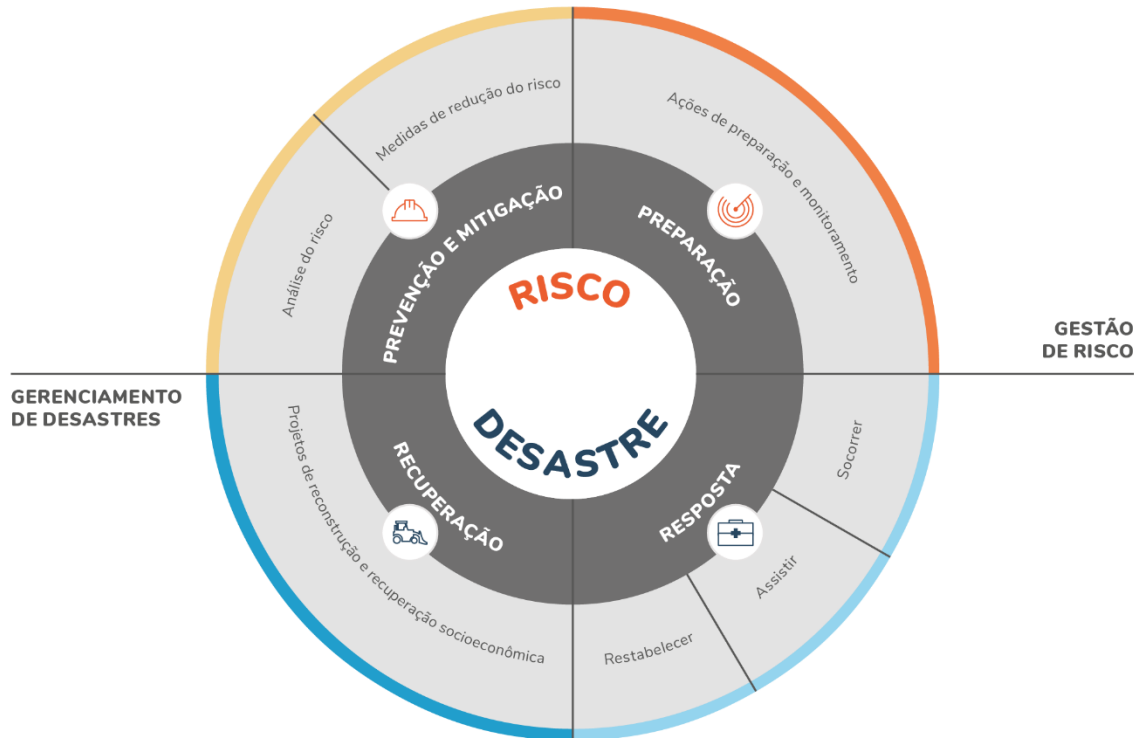 Medidas de redução do risco
Ações de preparação e monitoramento
Análise do risco
PREVENÇÃO E MITIGAÇÃO
PREPARAÇÃO
RISCO
GESTÃO
DE RISCO
GERENCIAMENTO
DE DESASTRES
DESASTRE
RECUPERAÇÃO
RESPOSTA
Projetos de reconstrução e recuperação socioeconômica
Socorrer
Assistir
Restabelecer